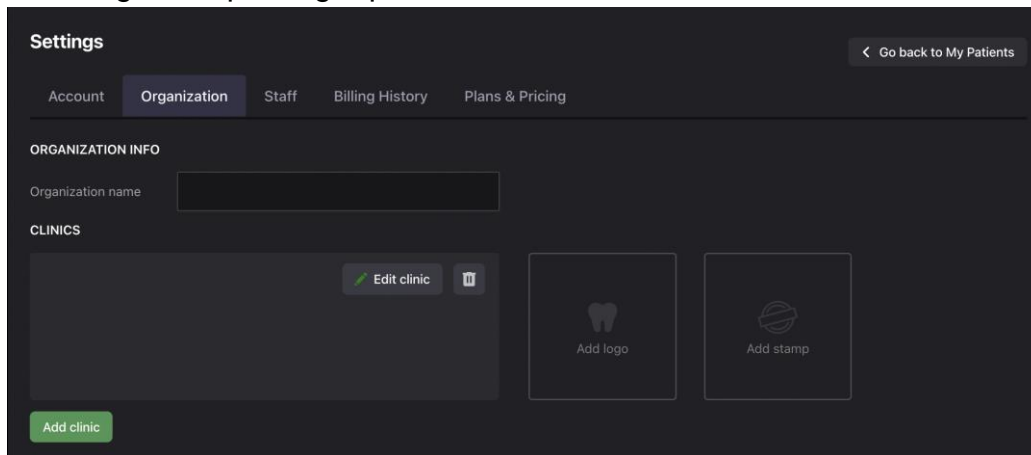 Settings
Go back to My Patients
Account Organization Staff Billing History Plans & Pricing
ORGANIZATION INFO
Organization name
CLINICS
Edit clinic
Add logo Add stamp
Add clinic